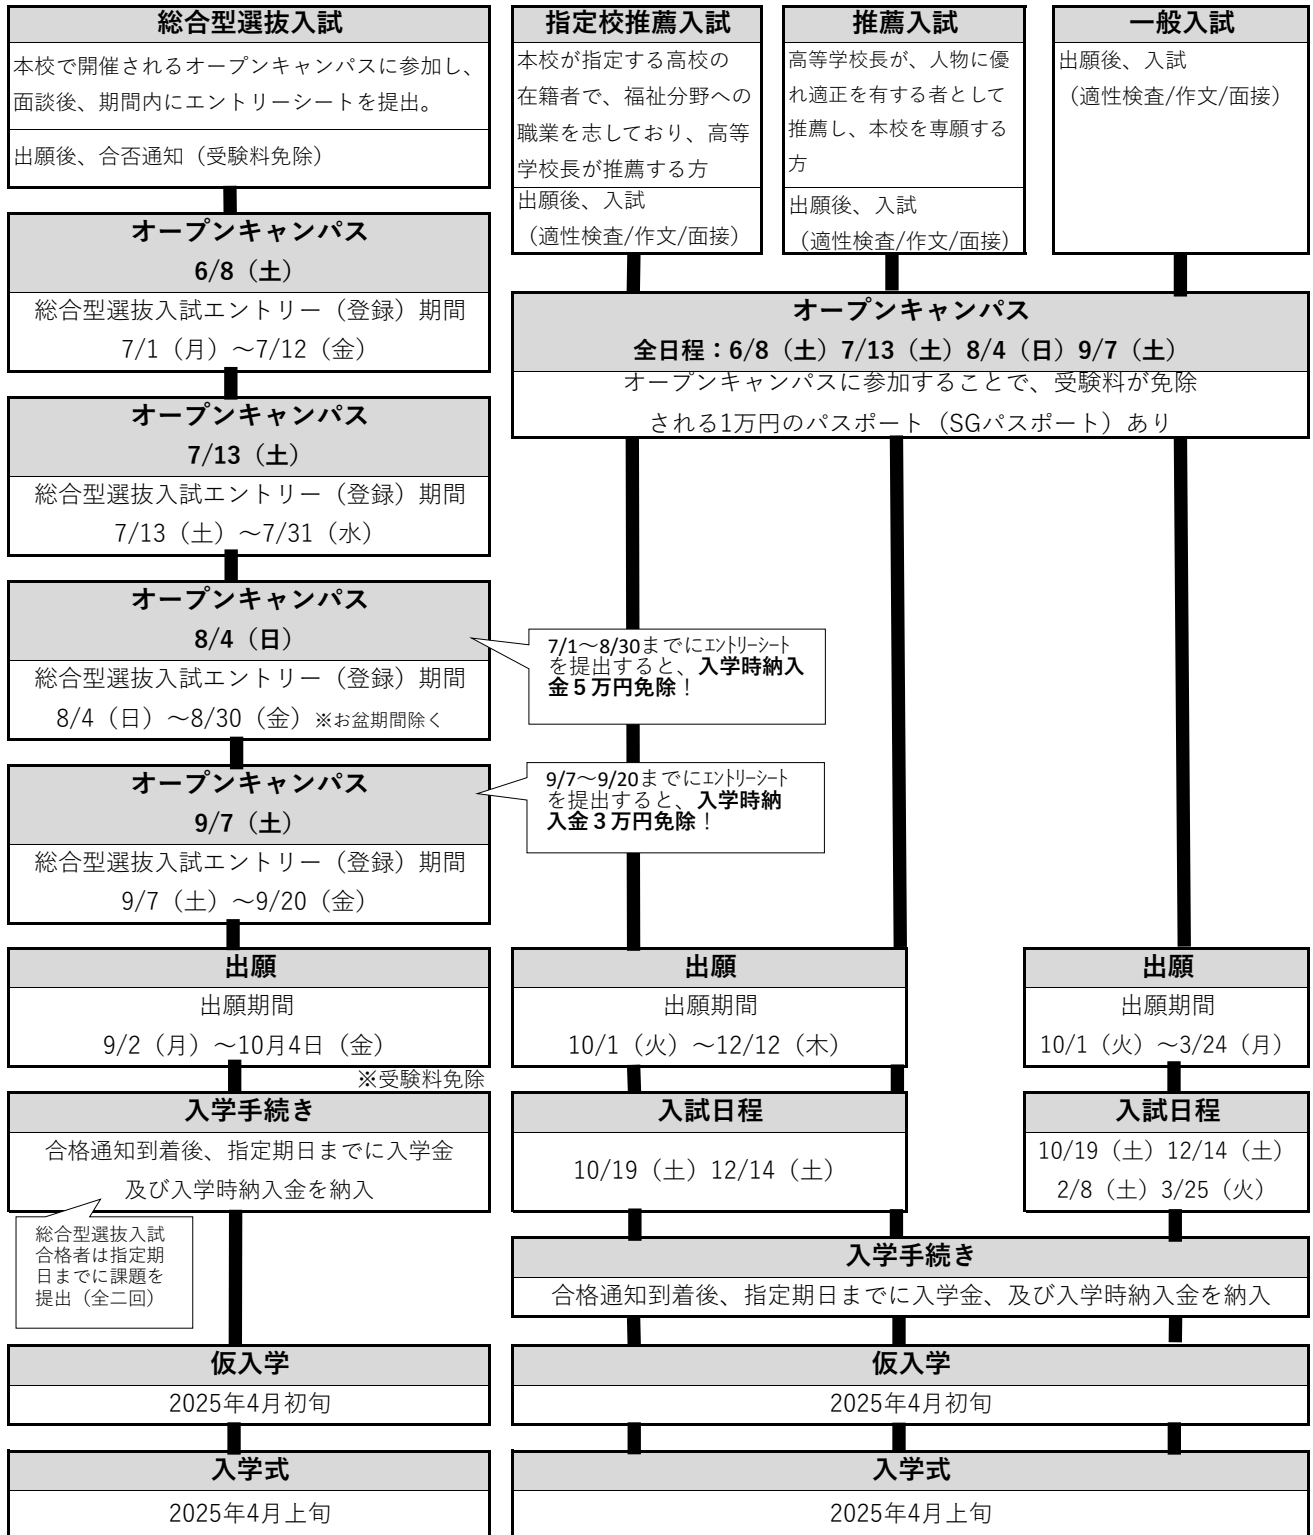 総合型選抜入試
本校で開催されるオープンキャンパスに参加し、
面談後、期間内にエントリーシートを提出。
出願後、合否通知（受験料免除）
オープンキャンパス
6/8（土）
総合型選抜入試エントリー（登録）期間
7/1（月）～7/12（金）
オープンキャンパス
7/13（土）
総合型選抜入試エントリー（登録）期間
7/13（土）～7/31（水）
オープンキャンパス
8/4（日）
総合型選抜入試エントリー（登録）期間
8/4（日）～8/30（金）※お盆期間除く
7/1～8/30までにｴﾝﾄﾘｰｼｰﾄ
を提出すると、入学時納入
金５万円免除！
オープンキャンパス
9/7（土）
総合型選抜入試エントリー（登録）期間
9/7（土）～9/20（金）
9/7～9/20までにｴﾝﾄﾘｰｼｰﾄ
を提出すると、入学時納
入金３万円免除！
出願
出願期間
9/2（月）～10月4日（金）
※受験料免除
入学手続き
合格通知到着後、指定期日までに入学金
及び入学時納入金を納入
総合型選抜入試
合格者は指定期
日までに課題を
提出（全二回）
仮入学
2025年4月初旬
入学式
2025年4月上旬
指定校推薦入試
本校が指定する高校の
在籍者で、福祉分野への
職業を志しており、高等
学校長が推薦する方
出願後、入試
（適性検査/作文/面接）
推薦入試
高等学校長が、人物に優
れ適正を有する者として
推薦し、本校を専願する
方
出願後、入試
（適性検査/作文/面接）
一般入試
出願後、入試
（適性検査/作文/面接）
オープンキャンパス
全日程：6/8（土）7/13（土）8/4（日）9/7（土）
オープンキャンパスに参加することで、受験料が免除
される1万円のパスポート（SGパスポート）あり
出願
出願期間
10/1（火）～12/12（木）
入試日程
10/19（土）12/14（土）
出願
出願期間
10/1（火）～3/24（月）
入試日程
10/19（土）12/14（土）
2/8（土）3/25（火）
入学手続き
合格通知到着後、指定期日までに入学金、及び入学時納入金を納入
仮入学
2025年4月初旬
入学式
2025年4月上旬